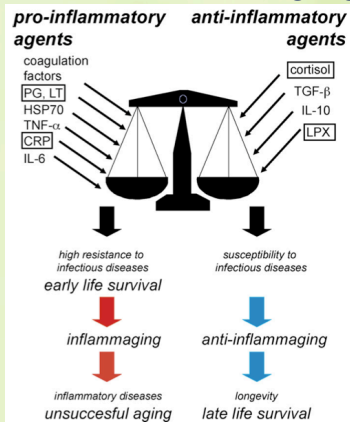 pro-inflammatory
agents
anti-inflammatory
agents
coagulation
factors
PG, LT
HSP70
TNF-α
CRP
IL-6
cortisol
TGF-β
IL-10
LPX
high resistance to
infectious diseases
early life survival
susceptibility to
infectious diseases
inflammaging
anti-inflammaging
inflammatory diseases
unsuccesful aging
longevity
late life survival